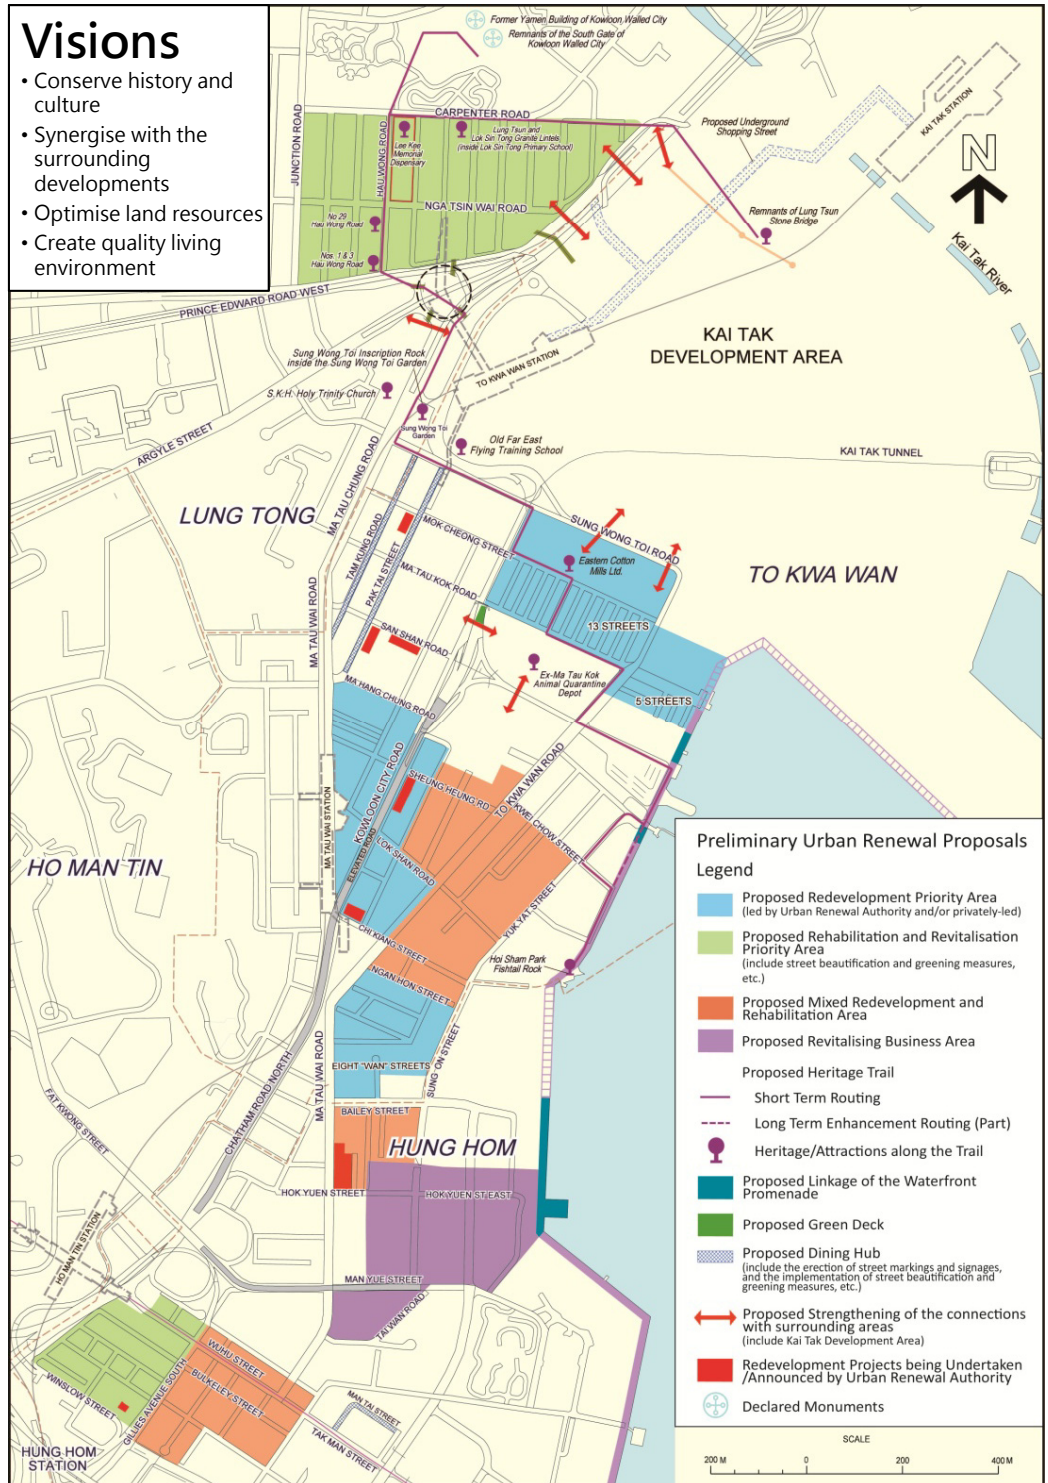 Visions
• Conserve history and
culture
• Synergise with the
surrounding
developments
• Optimise land resources
• Create quality living
environment
Former Yamen Building of Kowloon Walled City
Remnants of the South Gate of
Kowloon Walled City
JUNCTION ROAD
CARPENTER ROAD
HAU WONG ROAD
Lee Kee
Memorial
Dispensary
Lung Tsun and
Lok Sin Tong Granite Lintels
(inside Lok Sin Tong Primary School)
Proposed Underground
Shopping Street
KAI TAK STATION
N
NGA TSIN WAI ROAD
No 29
Hau Wong Road
Nos. 1 & 3
Hau Wong Road
Remnants of Lung Tsun
Stone Bridge
Kai Tak River
PRINCE EDWARD ROAD WEST
KAI TAK
DEVELOPMENT AREA
Sung Wong Toi Inscription Rock
inside the Sung Wong Toi Garden
TO KWA WAN STATION
S.K.H. Holy Trinity Church
Sung Wong Toi
Garden
ARGYLE STREET
Old Far East
Flying Training School
KAI TAK TUNNEL
MA TAU CHUNG ROAD
LUNG TONG
TAM KUNG ROAD
PAK TAI STREET
MOK CHEONG STREET
SUNG WONG TOI ROAD
Eastern Cotton
Mills Ltd.
TO KWA WAN
MA TAU KOK ROAD
MA TAU WAI ROAD
13 STREETS
SAN SHAN ROAD
Ex-Ma Tau Kok
Animal Quarantine
Depot
5 STREETS
MA HANG CHUNG ROAD
KOWLOON CITY ROAD
ELEVATED ROAD
SHEUNG HEUNG RD
TO KWA WAN ROAD
KWEI CHOW STREET
MA TAU WAI STATION
LOK SHAN ROAD
HO MAN TIN
YUK YAT STREET
CHI KIANG STREET
Hoi Sham Park
Fishtail Rock
NGAN HON STREET
EIGHT "WAN" STREETS
SUNG ON STREET
MA TAU WAI ROAD
CHATHAM ROAD NORTH
FAT KWONG STREET
BAILEY STREET
HUNG HOM
HOK YUEN STREET
HOK YUEN ST EAST
HO MAN TIN STATION
MAN YUE STREET
TAI WAN ROAD
WUHU STREET
BULKELEY STREET
WINSLOW STREET
GILLIES AVENUE SOUTH
MAN TAI STREET
TAK MAN STREET
HUNG HOM
STATION
Preliminary Urban Renewal Proposals
Legend
Proposed Redevelopment Priority Area
(led by Urban Renewal Authority and/or privately-led)
Proposed Rehabilitation and Revitalisation
Priority Area
(include street beautification and greening measures,
etc.)
Proposed Mixed Redevelopment and
Rehabilitation Area
Proposed Revitalising Business Area
Proposed Heritage Trail
Short Term Routing
Long Term Enhancement Routing (Part)
Heritage/Attractions along the Trail
Proposed Linkage of the Waterfront
Promenade
Proposed Green Deck
Proposed Dining Hub
(include the erection of street markings and signages,
and the implementation of street beautification and
greening measures, etc.)
Proposed Strengthening of the connections
with surrounding areas
(include Kai Tak Development Area)
Redevelopment Projects being Undertaken
/Announced by Urban Renewal Authority
Declared Monuments
SCALE
200 M 0 200 400 M